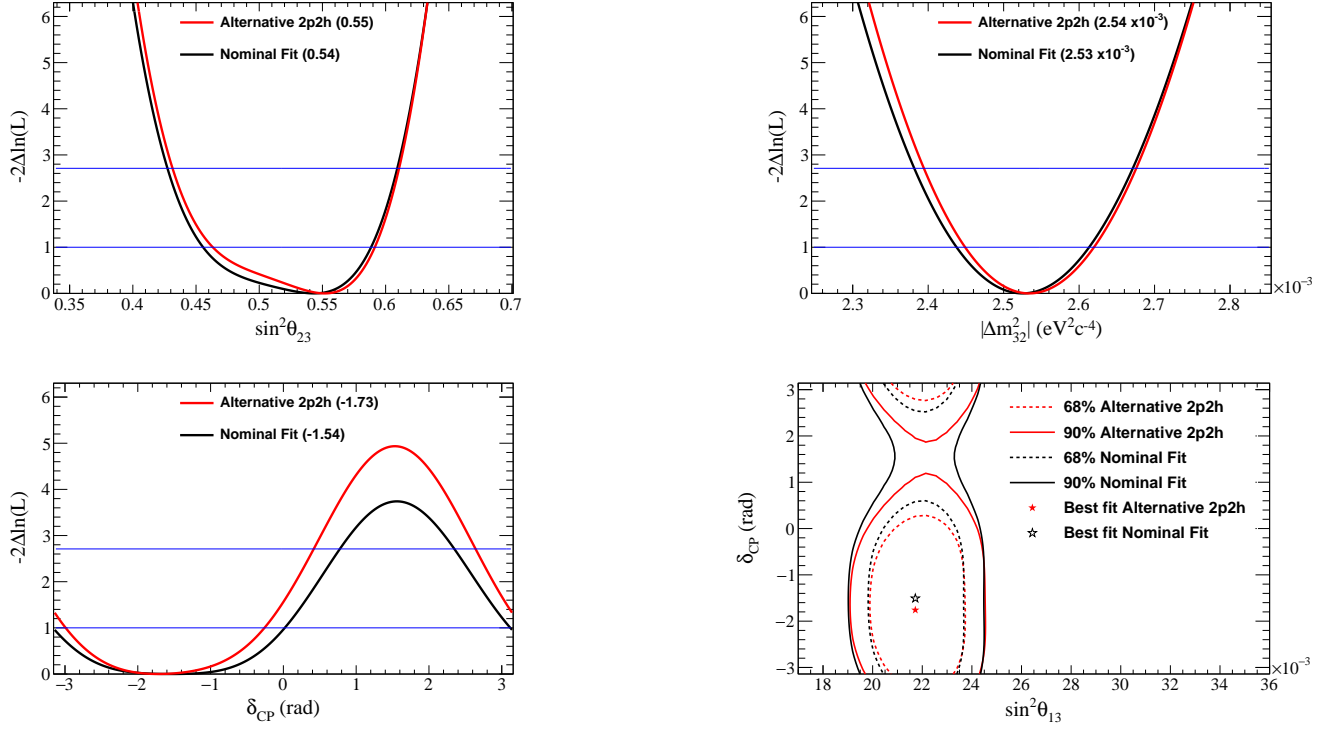 -2Δln(L)
6
5
4
3
2
1
0
Alternative 2p2h (0.55)
Nominal Fit (0.54)
0.35 0.4 0.45 0.5 0.55 0.6 0.65 0.7
sin²θ₂₃
-2Δln(L)
6
5
4
3
2
1
0
Alternative 2p2h (2.54 x10⁻³)
Nominal Fit (2.53 x10⁻³)
2.3 2.4 2.5 2.6 2.7 2.8 ×10⁻³
|Δm²₃₂| (eV²c⁻⁴)
-2Δln(L)
6
5
4
3
2
1
0
Alternative 2p2h (-1.73)
Nominal Fit (-1.54)
−3 −2 −1 0 1 2 3
δ_CP (rad)
δ_CP (rad)
3
2
1
0
−1
−2
−3
68% Alternative 2p2h
90% Alternative 2p2h
68% Nominal Fit
90% Nominal Fit
Best fit Alternative 2p2h
Best fit Nominal Fit
18 20 22 24 26 28 30 32 34 36 ×10⁻³
sin²θ₁₃